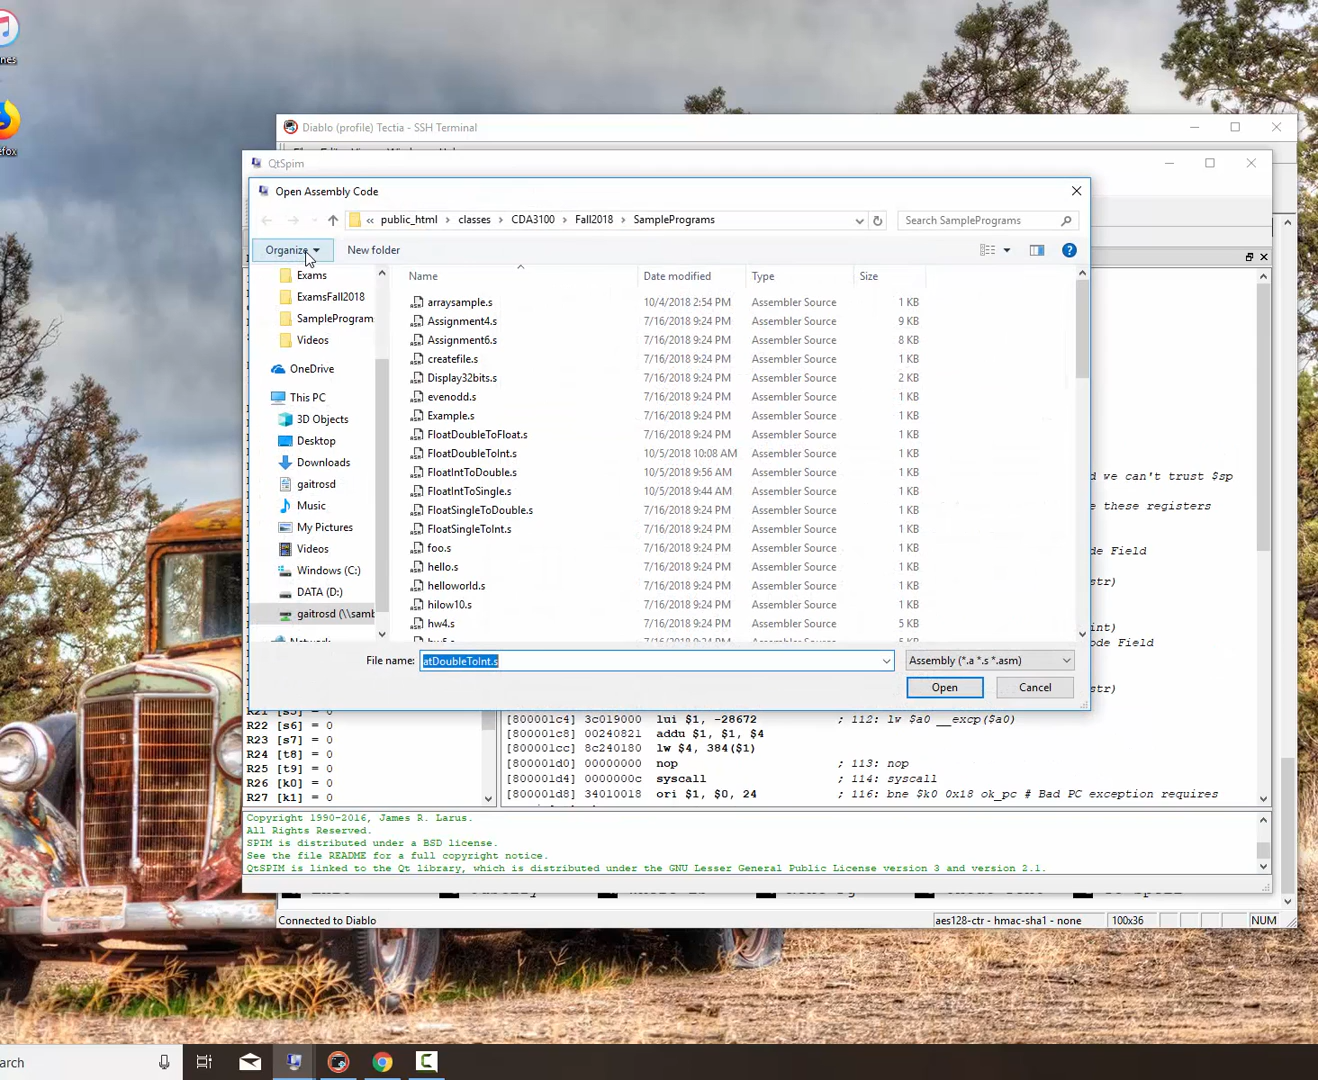 nes
efox
Diablo (profile) Tectia - SSH Terminal
QtSpim
Open Assembly Code
« public_html › classes › CDA3100 › Fall2018 › SamplePrograms
Search SamplePrograms
Organize
New folder
Exams
ExamsFall2018
SampleProgram
Videos
OneDrive
This PC
3D Objects
Desktop
Downloads
gaitrosd
Music
My Pictures
Videos
Windows (C:)
DATA (D:)
gaitrosd (\\samb
Network
Name Date modified Type Size
arraysample.s 10/4/2018 2:54 PM Assembler Source 1 KB
Assignment4.s 7/16/2018 9:24 PM Assembler Source 9 KB
Assignment6.s 7/16/2018 9:24 PM Assembler Source 8 KB
createfile.s 7/16/2018 9:24 PM Assembler Source 1 KB
Display32bits.s 7/16/2018 9:24 PM Assembler Source 2 KB
evenodd.s 7/16/2018 9:24 PM Assembler Source 1 KB
Example.s 7/16/2018 9:24 PM Assembler Source 1 KB
FloatDoubleToFloat.s 7/16/2018 9:24 PM Assembler Source 1 KB
FloatDoubleToInt.s 10/5/2018 10:08 AM Assembler Source 1 KB
FloatIntToDouble.s 10/5/2018 9:56 AM Assembler Source 1 KB
FloatIntToSingle.s 10/5/2018 9:44 AM Assembler Source 1 KB
FloatSingleToDouble.s 7/16/2018 9:24 PM Assembler Source 1 KB
FloatSingleToInt.s 7/16/2018 9:24 PM Assembler Source 1 KB
foo.s 7/16/2018 9:24 PM Assembler Source 1 KB
hello.s 7/16/2018 9:24 PM Assembler Source 1 KB
helloworld.s 7/16/2018 9:24 PM Assembler Source 1 KB
hilow10.s 7/16/2018 9:24 PM Assembler Source 1 KB
hw4.s 7/16/2018 9:24 PM Assembler Source 5 KB
hw5.s 7/16/2018 9:24 PM Assembler Source 5 KB
File name: atDoubleToInt.s
Assembly (*.a *.s *.asm)
Open
Cancel
d we can't trust $sp
e these registers
de Field
str)
int)
de Field
str)
R21 [s5] = 0
R22 [s6] = 0
R23 [s7] = 0
R24 [t8] = 0
R25 [t9] = 0
R26 [k0] = 0
R27 [k1] = 0
[800001c4] 3c019000 lui $1, -28672 ; 112: lw $a0 __excp($a0)
[800001c8] 00240821 addu $1, $1, $4
[800001cc] 8c240180 lw $4, 384($1)
[800001d0] 00000000 nop ; 113: nop
[800001d4] 0000000c syscall ; 114: syscall
[800001d8] 34010018 ori $1, $0, 24 ; 116: bne $k0 0x18 ok_pc # Bad PC exception requires
Copyright 1990-2016, James R. Larus.
All Rights Reserved.
SPIM is distributed under a BSD license.
See the file README for a full copyright notice.
QtSPIM is linked to the Qt library, which is distributed under the GNU Lesser General Public License version 3 and version 2.1.
Connected to Diablo
aes128-ctr - hmac-sha1 - none
100x36
NUM
earch